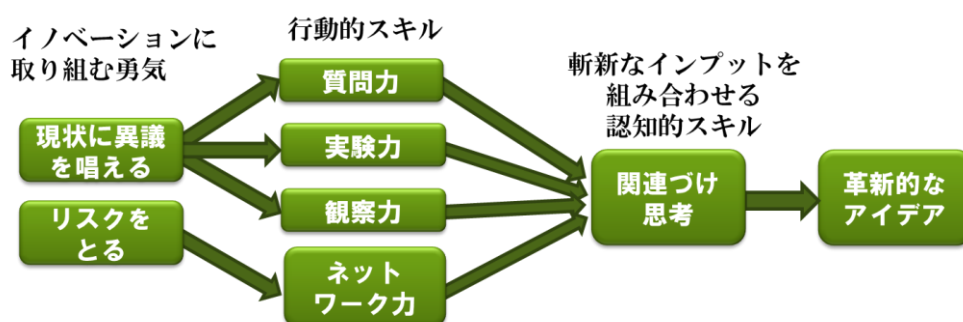 イノベーションに
取り組む勇気
現状に異議
を唱える
リスクを
とる
行動的スキル
質問力
実験力
観察力
ネット
ワーク力
斬新なインプットを
組み合わせる
認知的スキル
関連づけ
思考
革新的な
アイデア